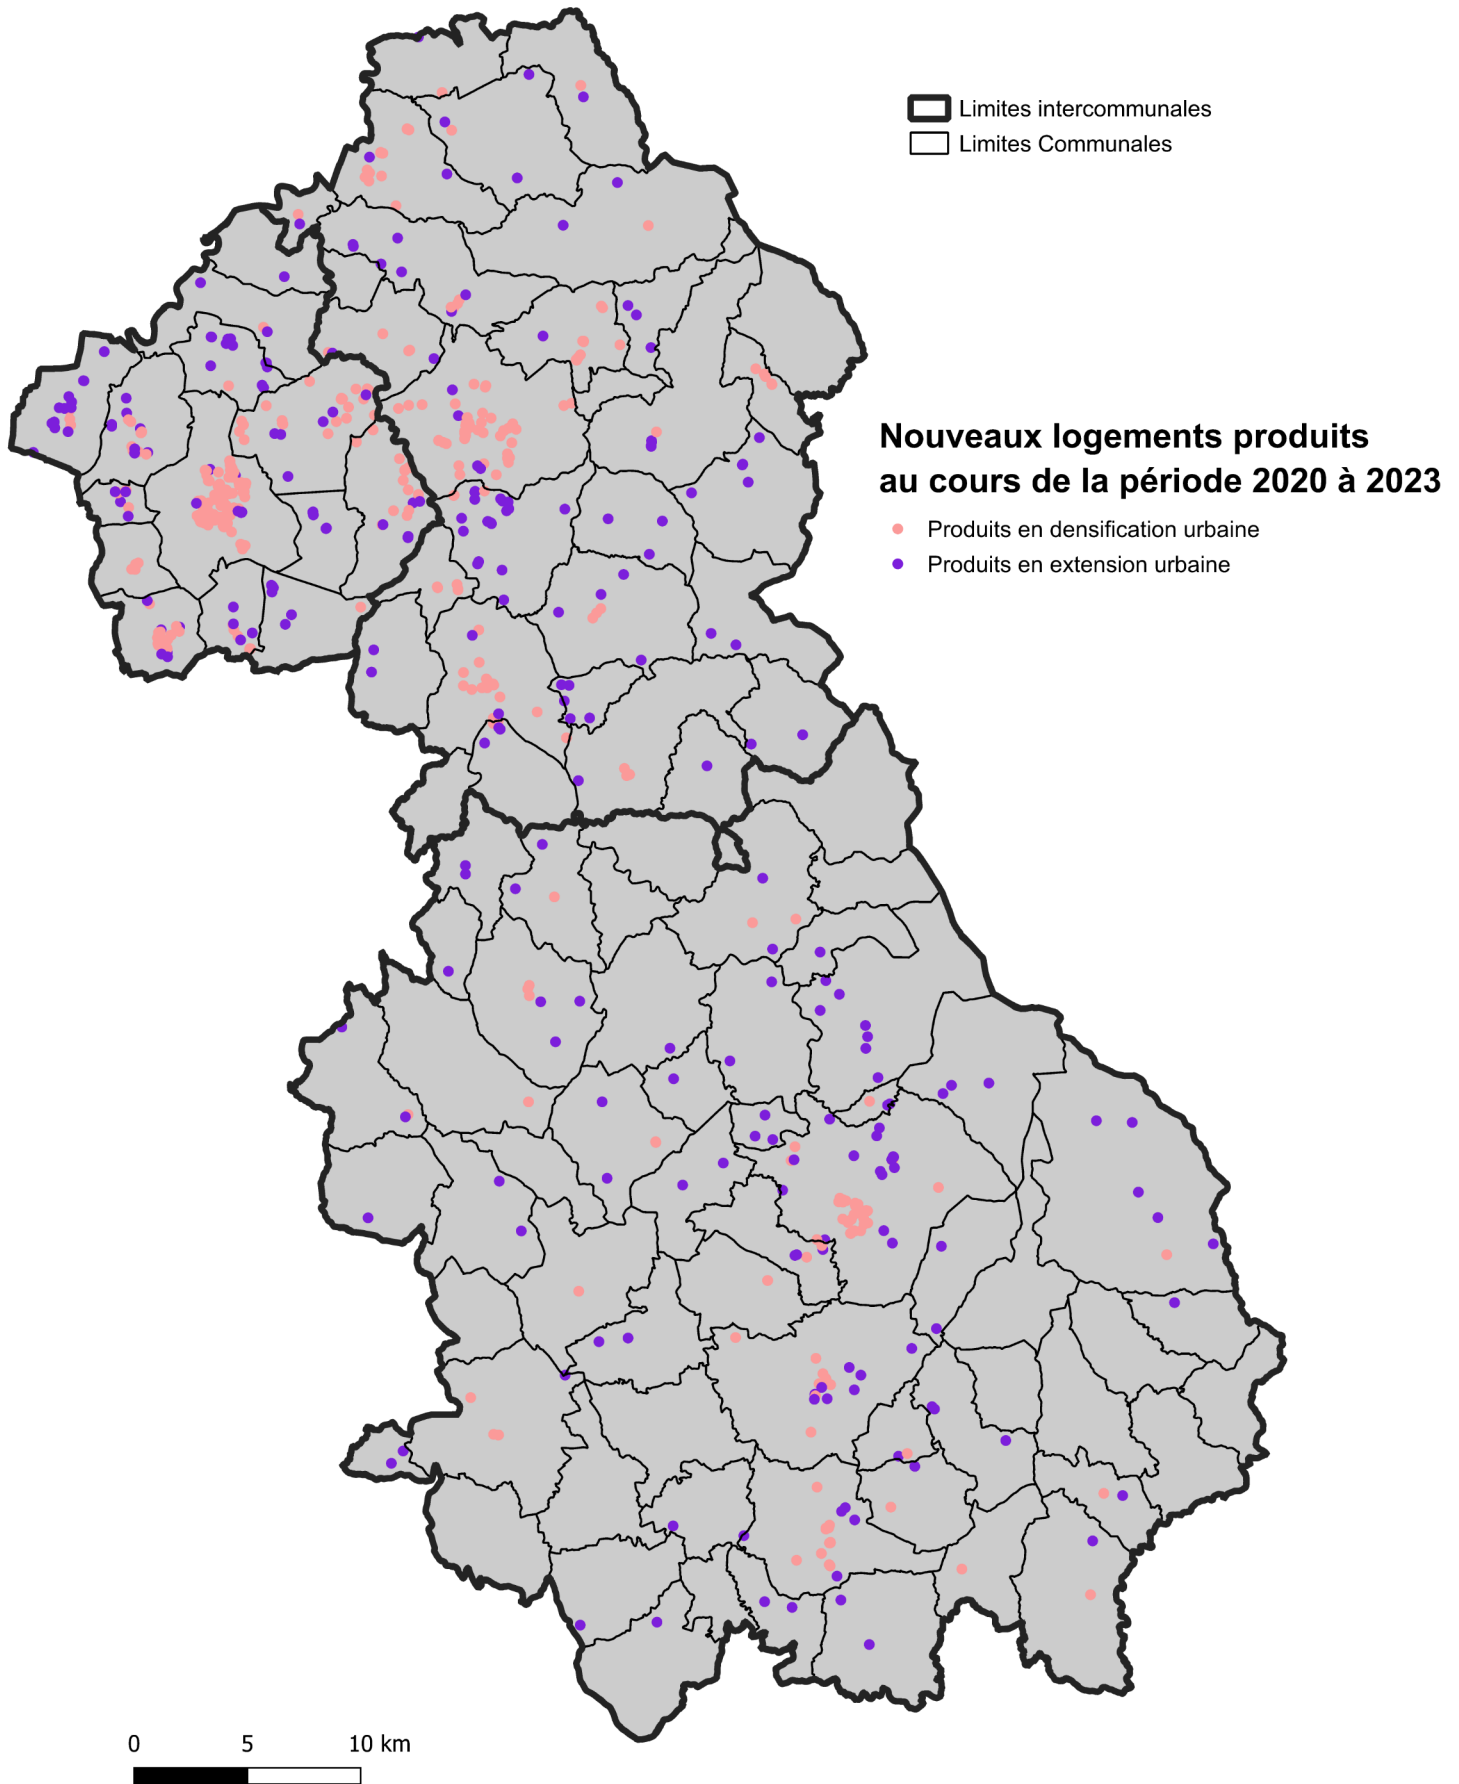 Limites intercommunales
Limites Communales
Nouveaux logements produits
au cours de la période 2020 à 2023
Produits en densification urbaine
Produits en extension urbaine
0 5 10 km